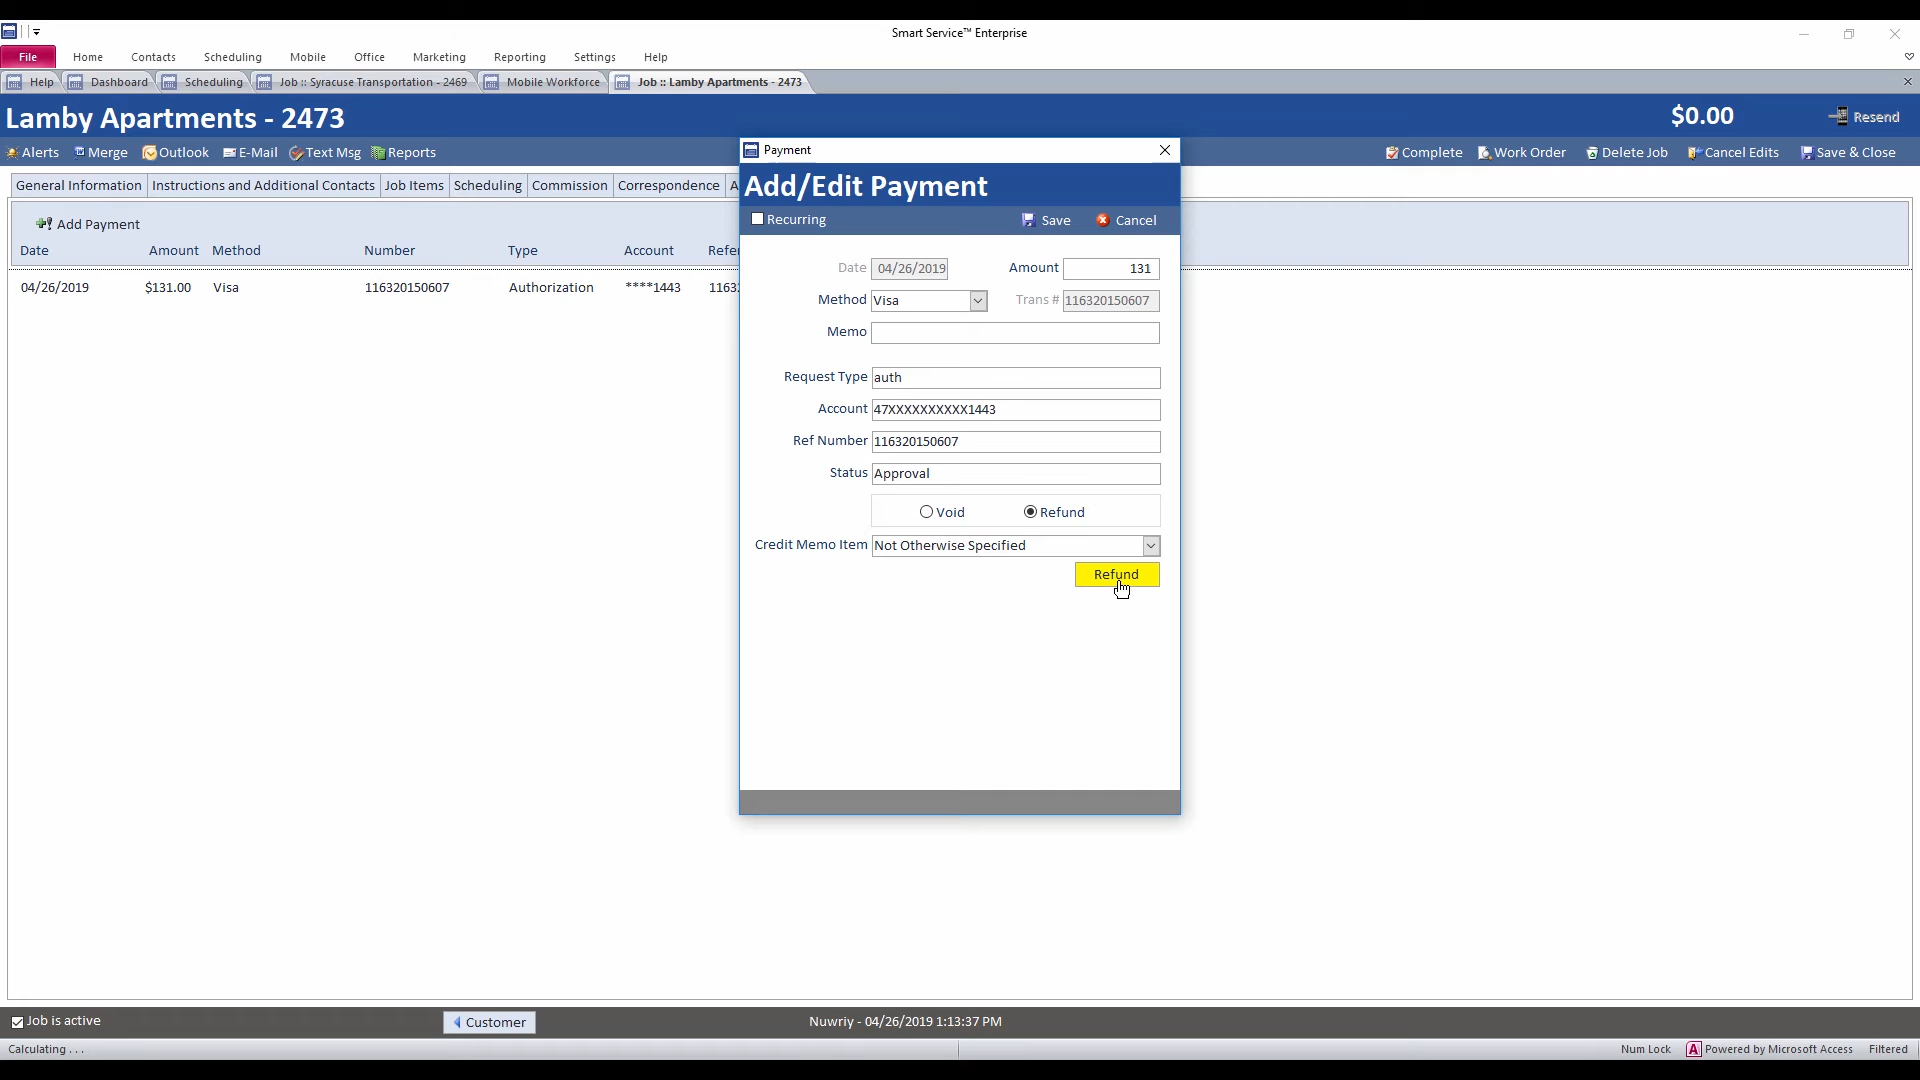 Smart Service™ Enterprise
File Home Contacts Scheduling Mobile Office Marketing Reporting Settings Help
Help Dashboard Scheduling Job :: Syracuse Transportation - 2469 Mobile Workforce Job :: Lamby Apartments - 2473
Lamby Apartments - 2473 $0.00 Resend
Alerts Merge Outlook E-Mail Text Msg Reports Complete Work Order Delete Job Cancel Edits Save & Close
General Information Instructions and Additional Contacts Job Items Scheduling Commission Correspondence A
Add Payment
Date Amount Method Number Type Account Refe
04/26/2019 $131.00 Visa 116320150607 Authorization ****1443 1163
Payment
Add/Edit Payment
Recurring Save Cancel
Date 04/26/2019 Amount 131
Method Visa Trans # 116320150607
Memo
Request Type auth
Account 47XXXXXXXXXX1443
Ref Number 116320150607
Status Approval
Void Refund
Credit Memo Item Not Otherwise Specified
Refund
Job is active Customer Nuwriy - 04/26/2019 1:13:37 PM
Calculating . . . Num Lock A Powered by Microsoft Access Filtered